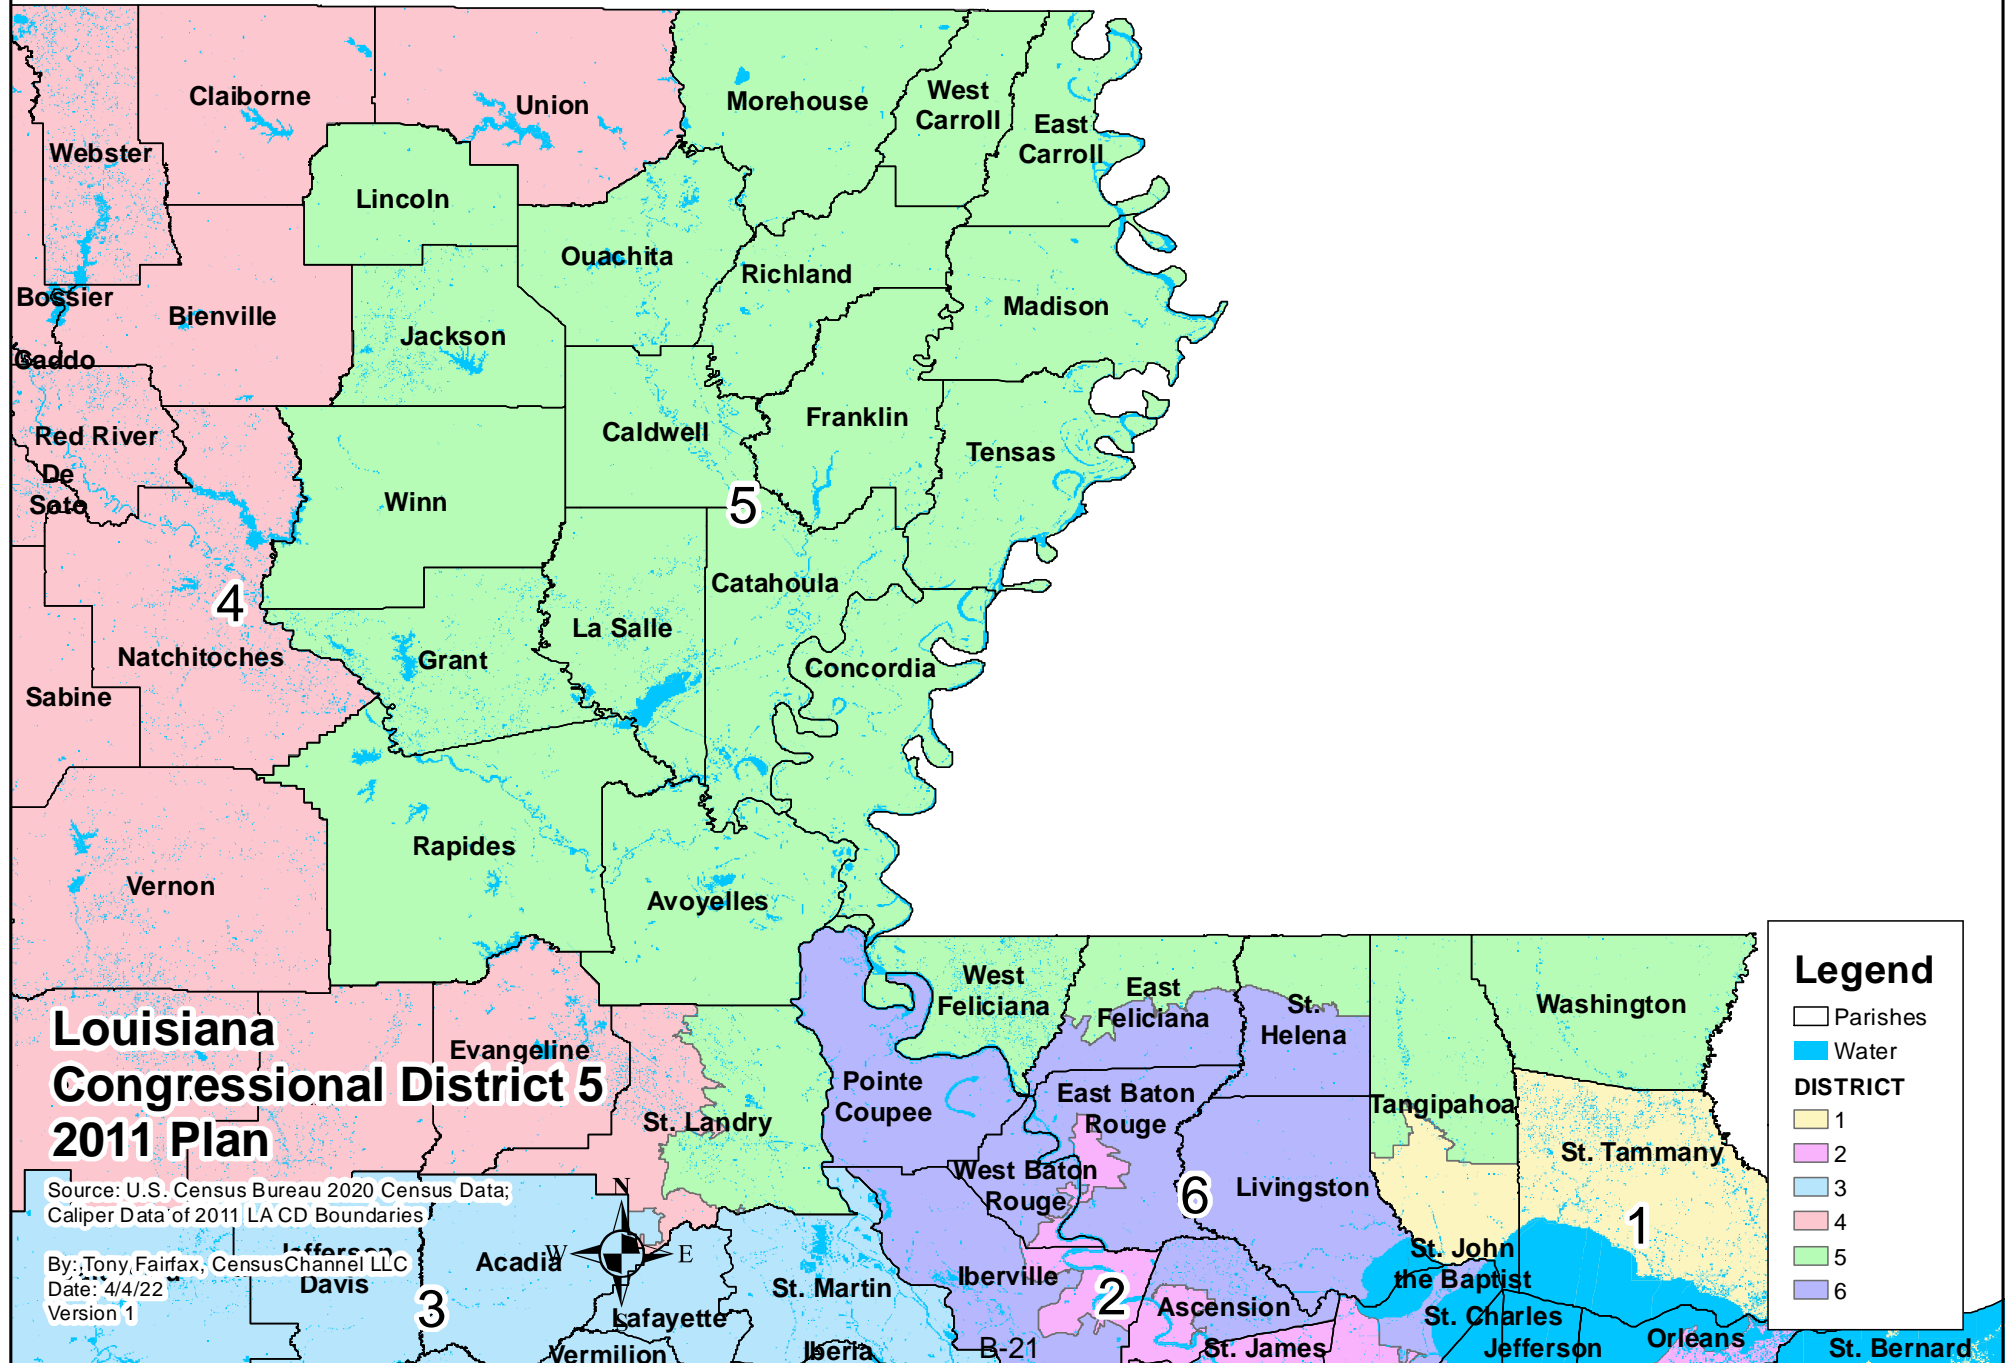 Claiborne
Union
Morehouse
West
Carroll
East
Carroll
Webster
Lincoln
Ouachita
Richland
Madison
Bossier
Bienville
Jackson
Caddo
Red River
Caldwell
Franklin
Tensas
De
Soto
Winn
5
Catahoula
4
La Salle
Natchitoches
Grant
Concordia
Sabine
Rapides
Vernon
Avoyelles
West
Feliciana
East
Feliciana
St.
Helena
Washington
Evangeline
Pointe
Coupee
East Baton
Rouge
Tangipahoa
St. Landry
St. Tammany
West Baton
Rouge
6
Livingston
1
Louisiana
Congressional District 5
2011 Plan
Source: U.S. Census Bureau 2020 Census Data;
Caliper Data of 2011 LA CD Boundaries
By: Tony Fairfax, CensusChannel LLC
Date: 4/4/22
Version 1
Jefferson
Davis
3
Acadia
N
W
E
S
Lafayette
Vermilion
St. Martin
Iberia
Iberville
2
B-21
Ascension
St. James
St. John
the Baptist
St. Charles
Jefferson
Orleans
St. Bernard
Legend
Parishes
Water
DISTRICT
1
2
3
4
5
6